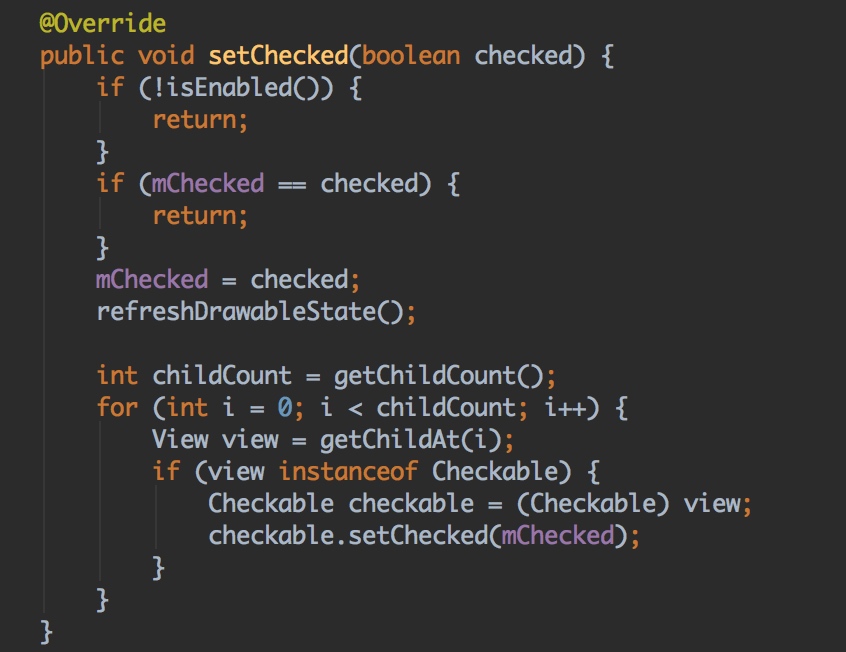 @Override
public void setChecked(boolean checked) {
    if (!isEnabled()) {
        return;
    }
    if (mChecked == checked) {
        return;
    }
    mChecked = checked;
    refreshDrawableState();

    int childCount = getChildCount();
    for (int i = 0; i < childCount; i++) {
        View view = getChildAt(i);
        if (view instanceof Checkable) {
            Checkable checkable = (Checkable) view;
            checkable.setChecked(mChecked);
        }
    }
}